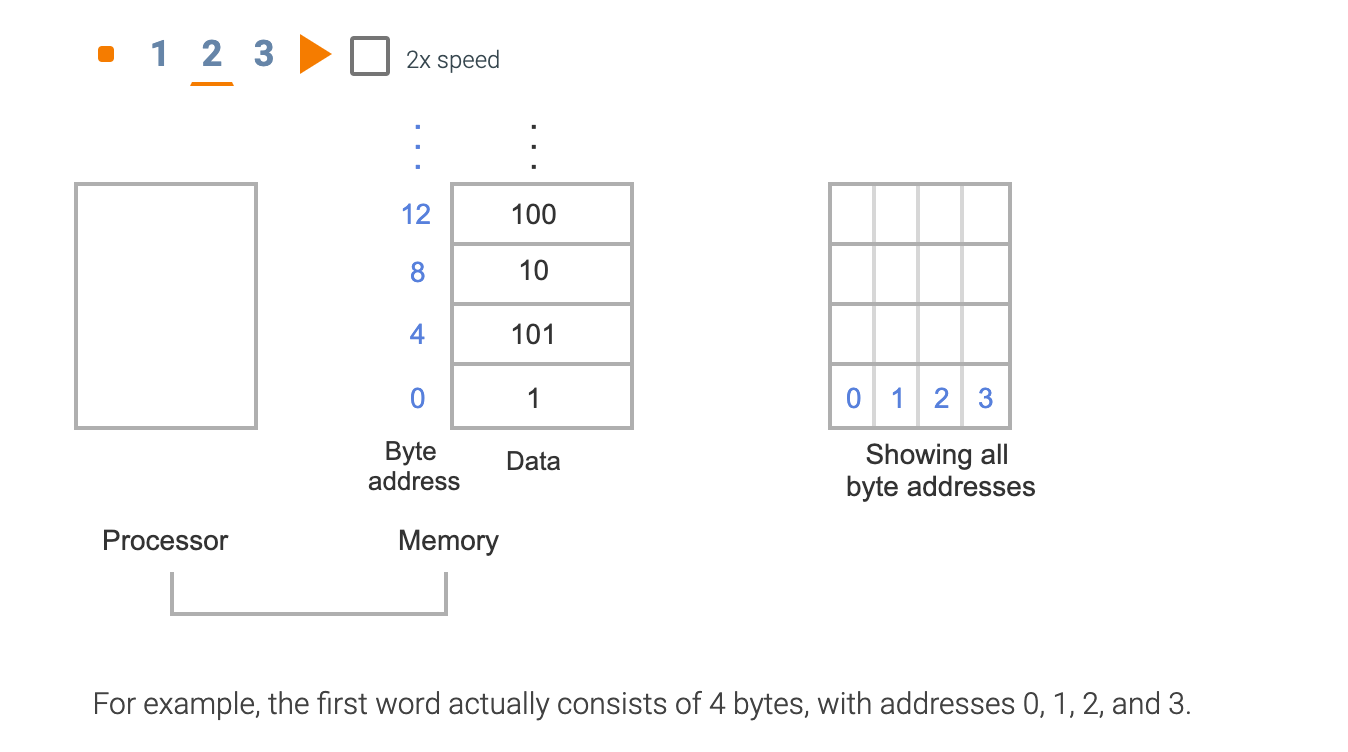 1 2 3 2x speed
12 100
8 10
4 101
0 1 0 1 2 3
Byte address Data Showing all byte addresses
Processor Memory
For example, the first word actually consists of 4 bytes, with addresses 0, 1, 2, and 3.